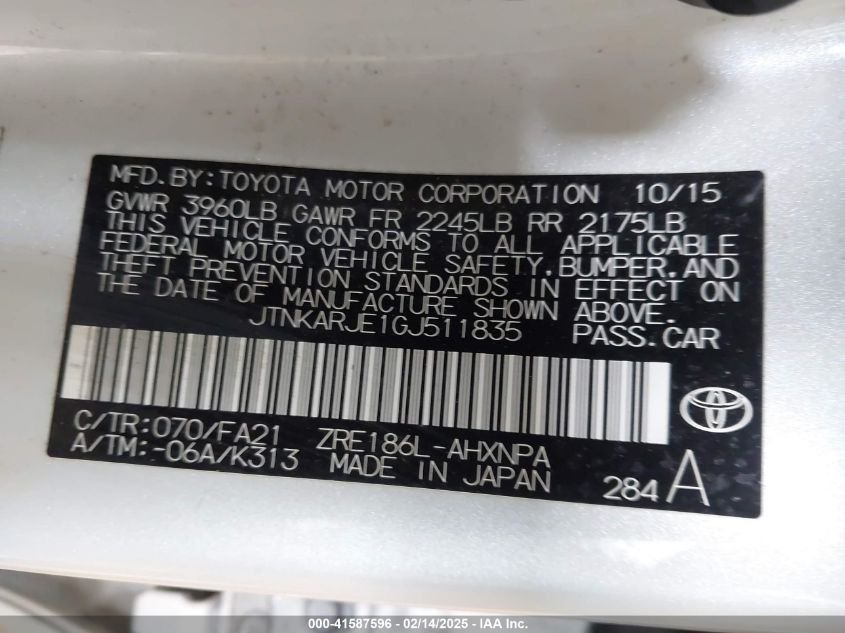 MFD.BY:TOYOTA MOTOR CORPORATION 10/15
GVWR 3960LB GAWR FR 2245LB RR 2175LB
THIS VEHICLE CONFORMS TO ALL APPLICABLE
FEDERAL MOTOR VEHICLE SAFETY.BUMPER.AND
THEFT PREVENTION STANDARDS IN EFFECT ON
THE DATE OF MANUFACTURE SHOWN ABOVE.
JTNKARJE1GJ511835 PASS.CAR
C/TR:070/FA21 ZRE186L-AHXNPA
A/TM:-06A/K313 MADE IN JAPAN 284 A
000-41587596 - 02/14/2025 - IAA Inc.